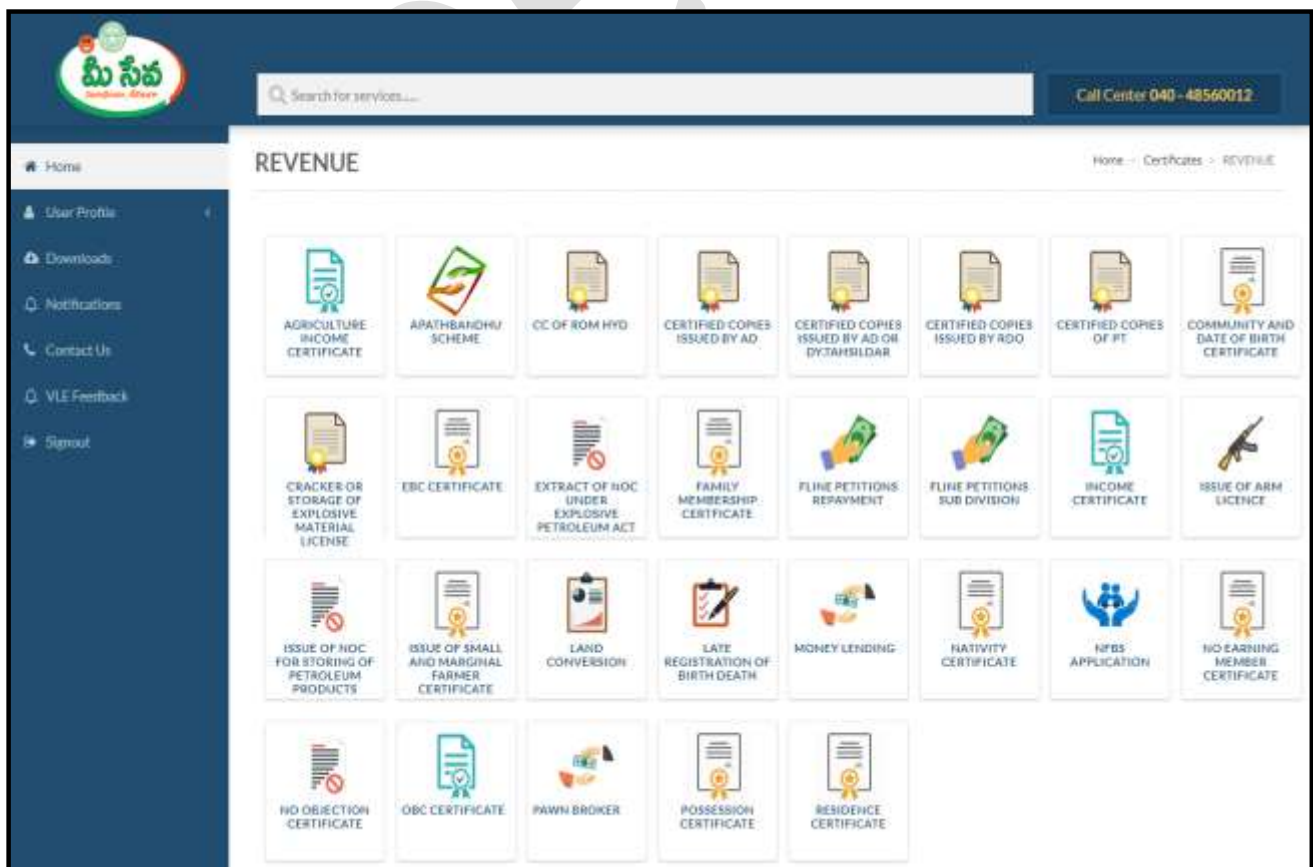 మీ సేవ
Search for services.....
Call Center 040 - 48560012
Home
User Profile
Downloads
Notifications
Contact Us
VLE Feedback
Signout
REVENUE
Home - Certificates > REVENUE
AGRICULTURE
INCOME
CERTIFICATE
APATHBANDHU
SCHEME
CC OF ROM HYD
CERTIFIED COPIES
ISSUED BY AD
CERTIFIED COPIES
ISSUED BY AD OR
DY.TAHSILDAR
CERTIFIED COPIES
ISSUED BY RDO
CERTIFIED COPIES
OF PT
COMMUNITY AND
DATE OF BIRTH
CERTIFICATE
CRACKER OR
STORAGE OF
EXPLOSIVE
MATERIAL
LICENSE
EBC CERTIFICATE
EXTRACT OF NOC
UNDER
EXPLOSIVE
PETROLEUM ACT
FAMILY
MEMBERSHIP
CERTFICATE
FLINE PETITIONS
REPAYMENT
FLINE PETITIONS
SUB DIVISION
INCOME
CERTIFICATE
ISSUE OF ARM
LICENCE
ISSUE OF NOC
FOR STORING OF
PETROLEUM
PRODUCTS
ISSUE OF SMALL
AND MARGINAL
FARMER
CERTIFICATE
LAND
CONVERSION
LATE
REGISTRATION OF
BIRTH DEATH
MONEY LENDING
NATIVITY
CERTIFICATE
NFBS
APPLICATION
NO EARNING
MEMBER
CERTIFICATE
NO OBJECTION
CERTIFICATE
OBC CERTIFICATE
PAWN BROKER
POSSESSION
CERTIFICATE
RESIDENCE
CERTIFICATE